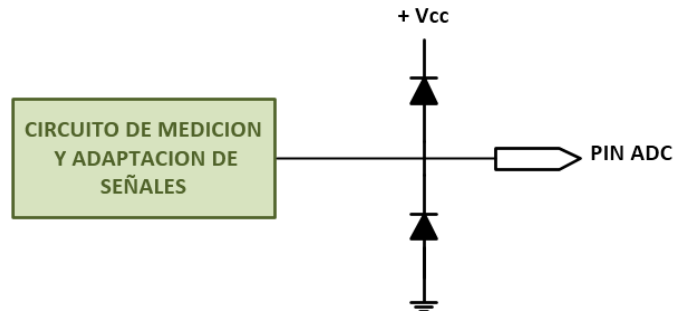 + Vcc
CIRCUITO DE MEDICION
Y ADAPTACION DE
SEÑALES
PIN ADC